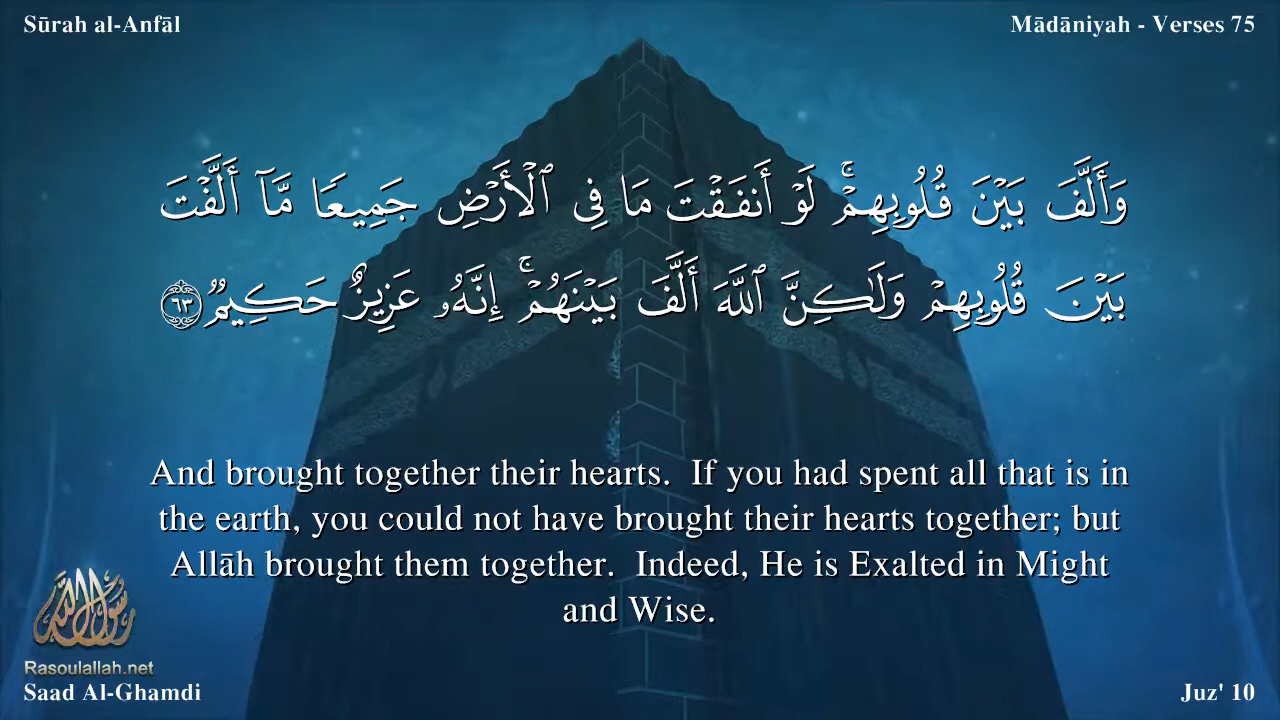 Sūrah al-Anfāl
Mādāniyah - Verses 75
وَأَلَّفَ بَيْنَ قُلُوبِهِمْ ۚ لَوْ أَنفَقْتَ مَا فِى ٱلْأَرْضِ جَمِيعًا مَّآ أَلَّفْتَ
بَيْنَ قُلُوبِهِمْ وَلَـٰكِنَّ ٱللَّهَ أَلَّفَ بَيْنَهُمْ ۚ إِنَّهُۥ عَزِيزٌ حَكِيمٌ ٦٣
And brought together their hearts. If you had spent all that is in
the earth, you could not have brought their hearts together; but
Allāh brought them together. Indeed, He is Exalted in Might
and Wise.
رسول الله
Rasoulallah.net
Saad Al-Ghamdi
Juz' 10